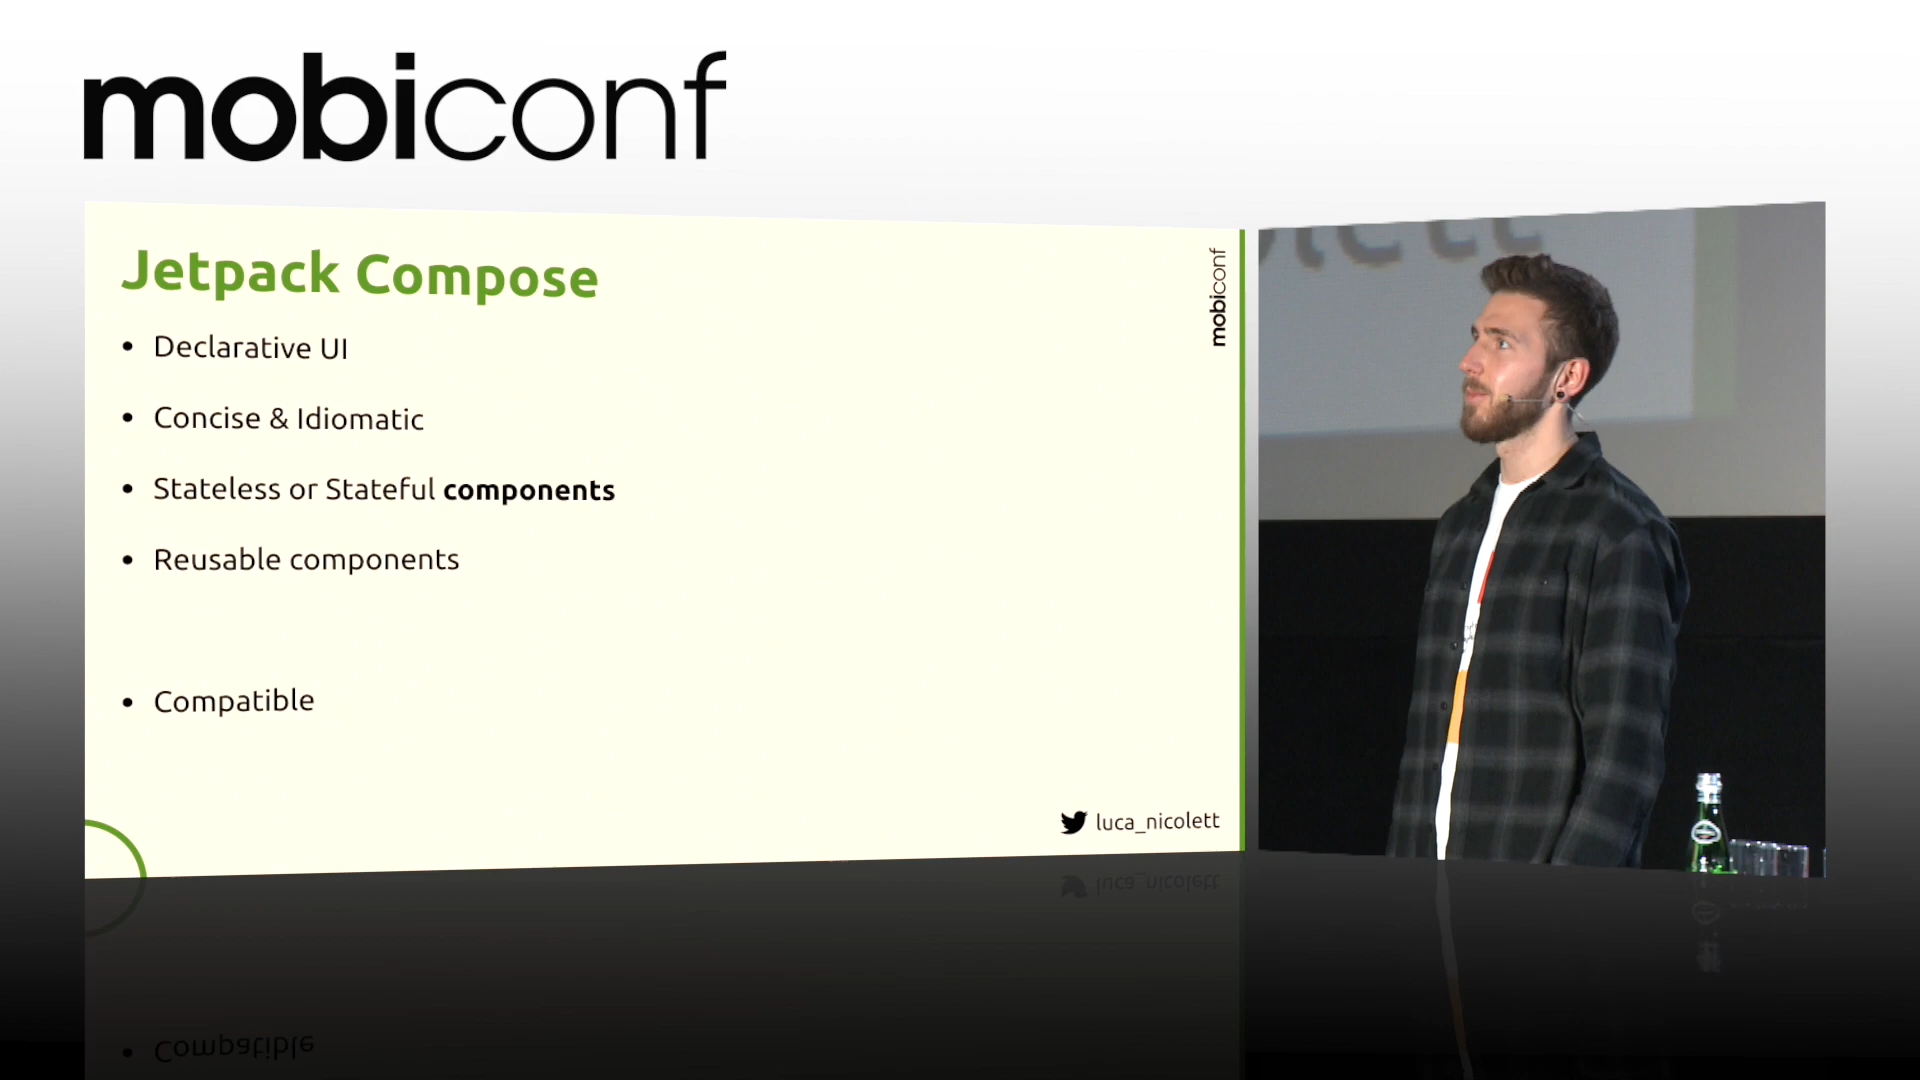 mobiconf
Jetpack Compose
mobiconf
• Declarative UI
• Concise & Idiomatic
• Stateless or Stateful components
• Reusable components
• Compatible
luca_nicolett